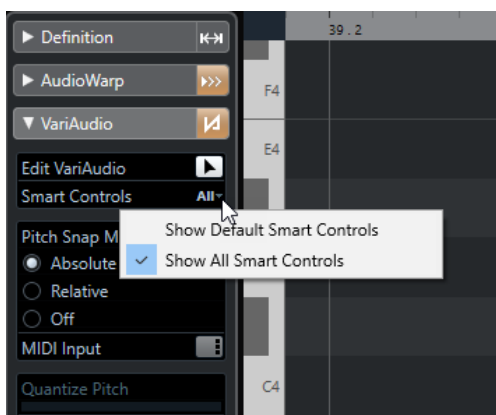 39.2
Definition
AudioWarp
VariAudio
Edit VariAudio
Smart Controls All
Show Default Smart Controls
Show All Smart Controls
Pitch Snap M
Absolute
Relative
Off
MIDI Input
Quantize Pitch
F4
E4
C4